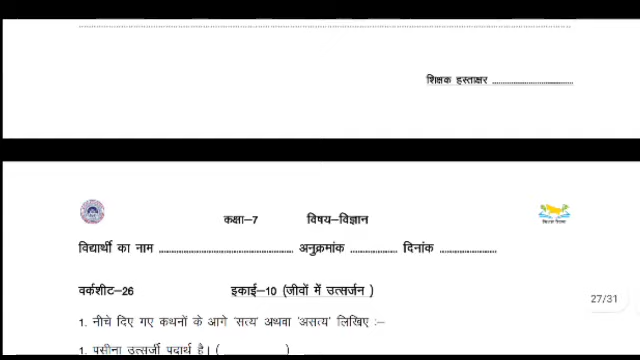 शिक्षक हस्ताक्षर ..............................
कक्षा–7 विषय–विज्ञान
विद्यार्थी का नाम .................................................. अनुक्रमांक .................. दिनांक ......................
27/31
वर्कशीट–26 इकाई–10 (जीवों में उत्सर्जन )
1. नीचे दिए गए कथनों के आगे 'सत्य' अथवा 'असत्य' लिखिए :–
1. पसीना उत्सर्जी पदार्थ है। ( )